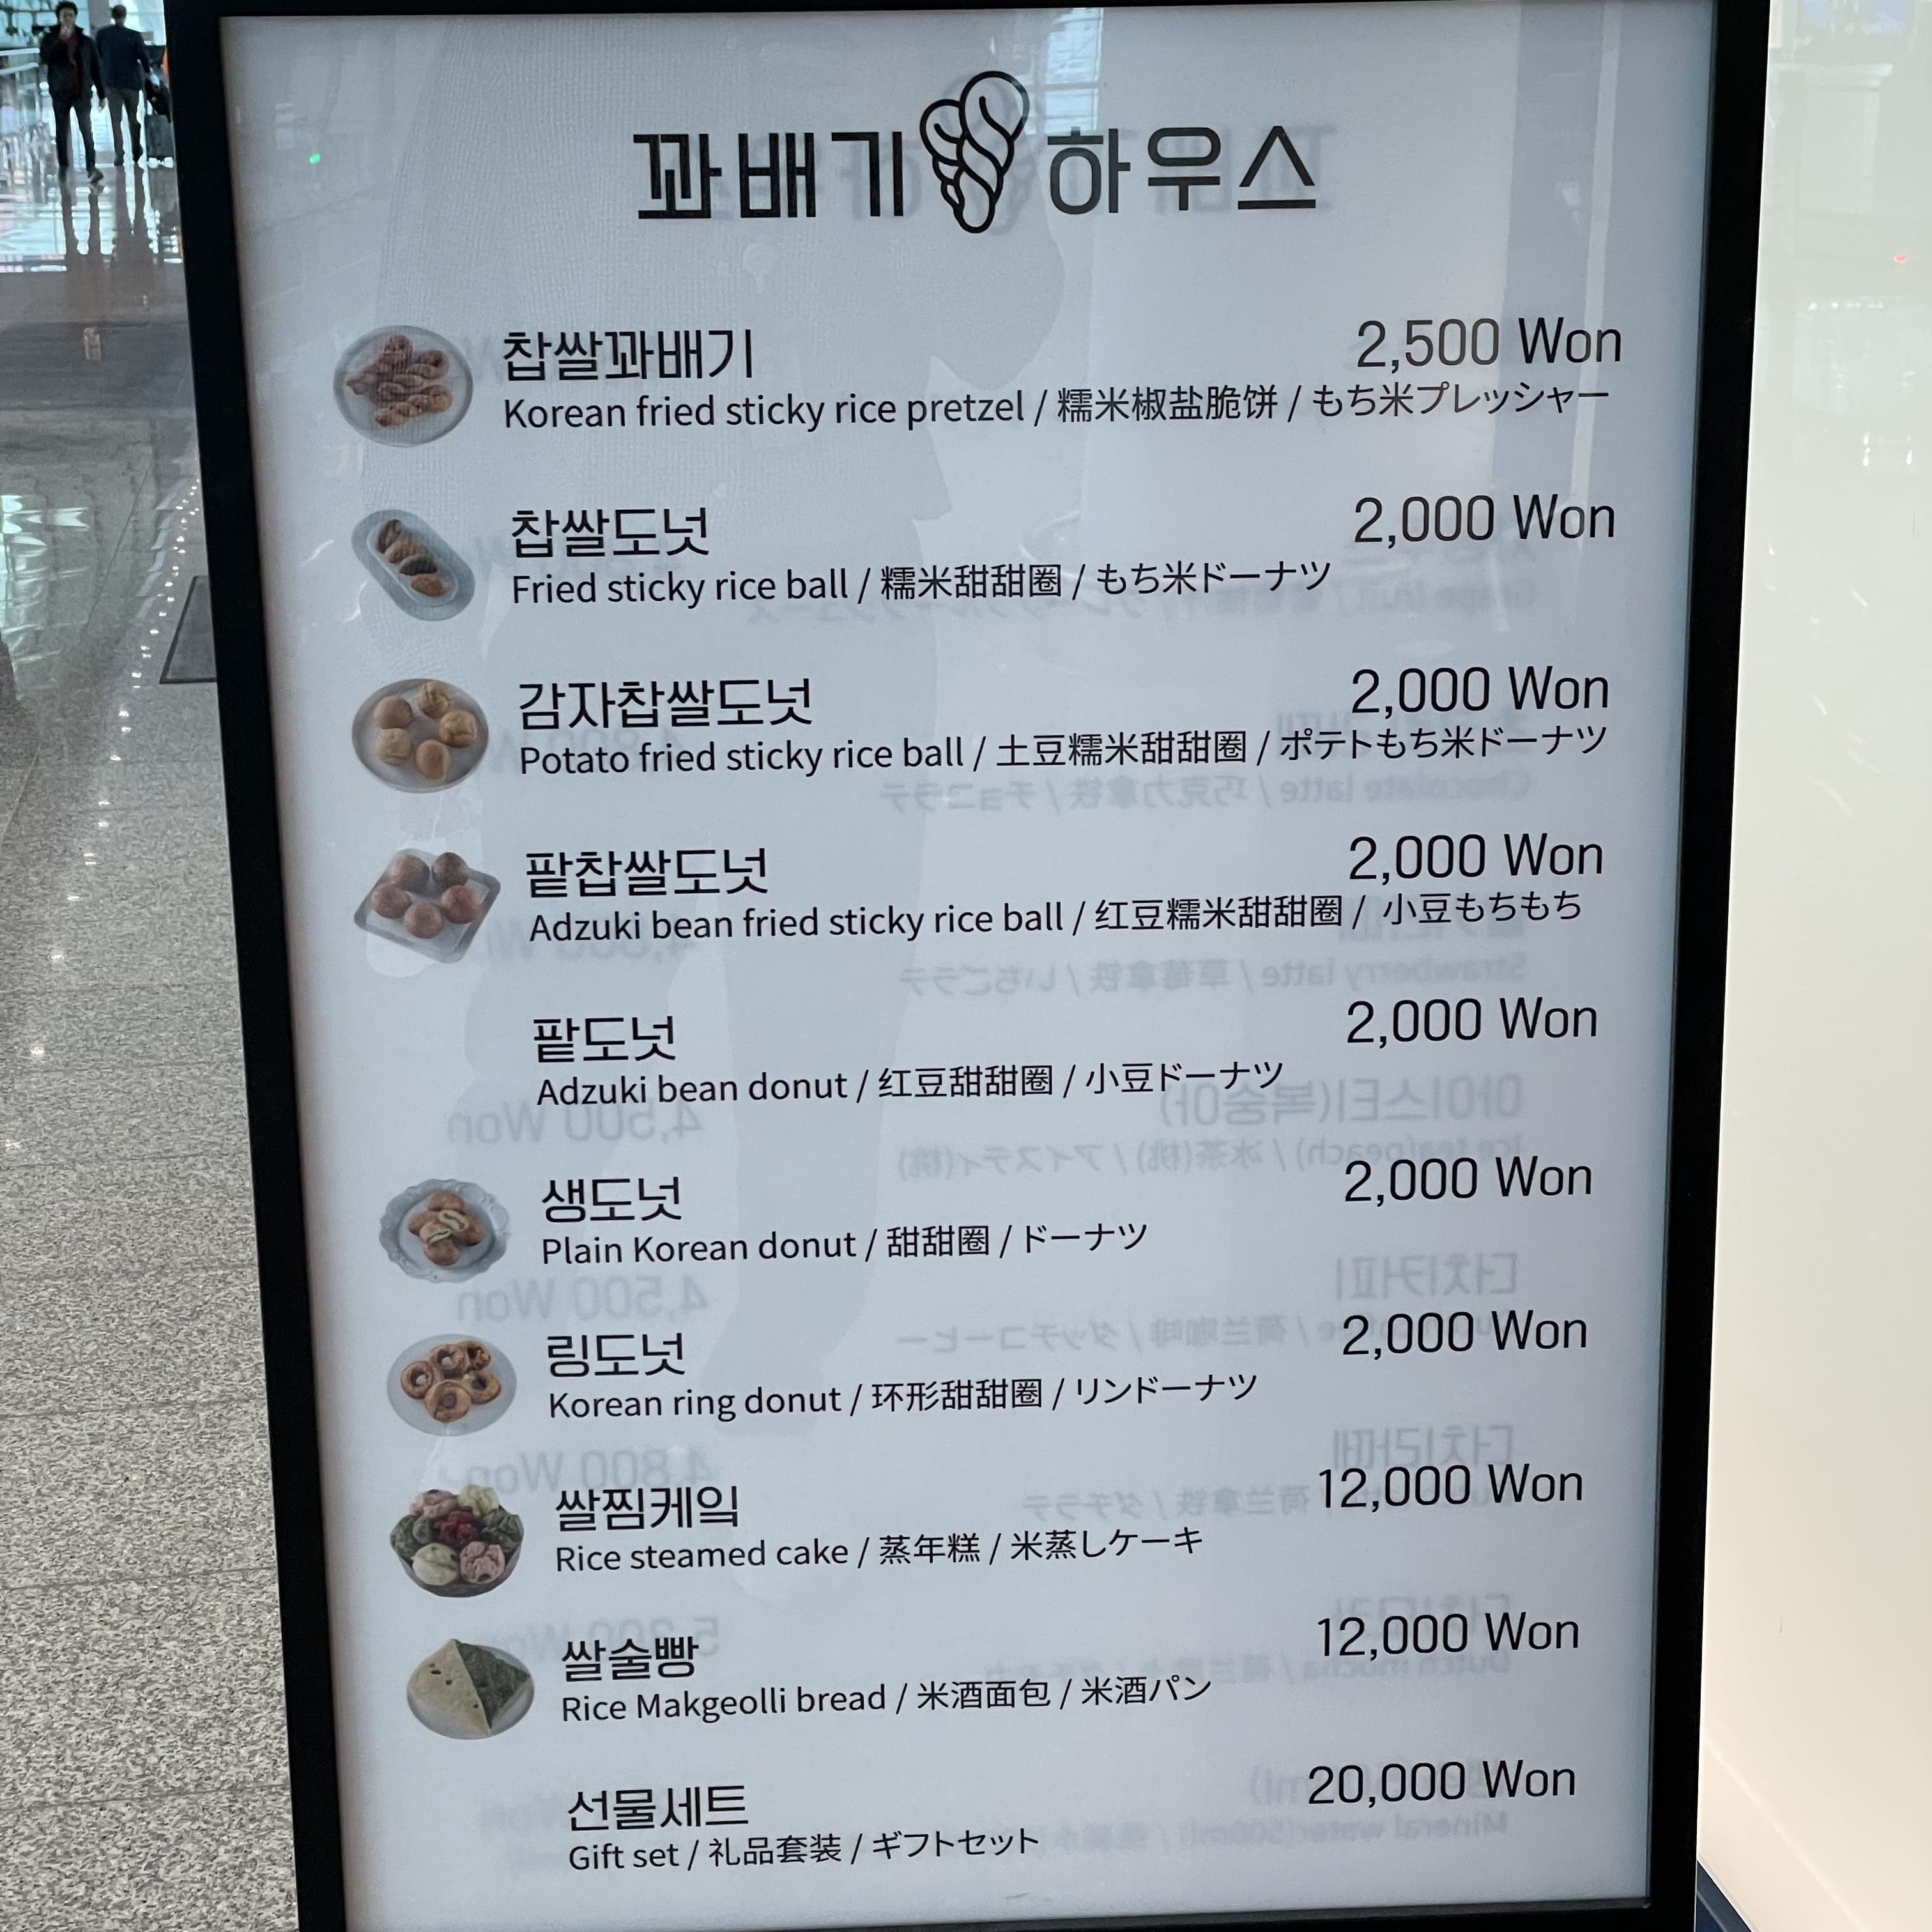 꽈배기 하우스
찹쌀꽈배기 2,500 Won
Korean fried sticky rice pretzel / 糯米椒盐脆饼 / もち米プレッシャー
찹쌀도넛 2,000 Won
Fried sticky rice ball / 糯米甜甜圈 / もち米ドーナツ
감자찹쌀도넛 2,000 Won
Potato fried sticky rice ball / 土豆糯米甜甜圈 / ポテトもち米ドーナツ
팥찹쌀도넛 2,000 Won
Adzuki bean fried sticky rice ball / 红豆糯米甜甜圈 / 小豆もちもち
팥도넛 2,000 Won
Adzuki bean donut / 红豆甜甜圈 / 小豆ドーナツ
생도넛 2,000 Won
Plain Korean donut / 甜甜圈 / ドーナツ
링도넛 2,000 Won
Korean ring donut / 环形甜甜圈 / リンドーナツ
쌀찜케잌 12,000 Won
Rice steamed cake / 蒸年糕 / 米蒸しケーキ
쌀술빵 12,000 Won
Rice Makgeolli bread / 米酒面包 / 米酒パン
선물세트 20,000 Won
Gift set / 礼品套装 / ギフトセット